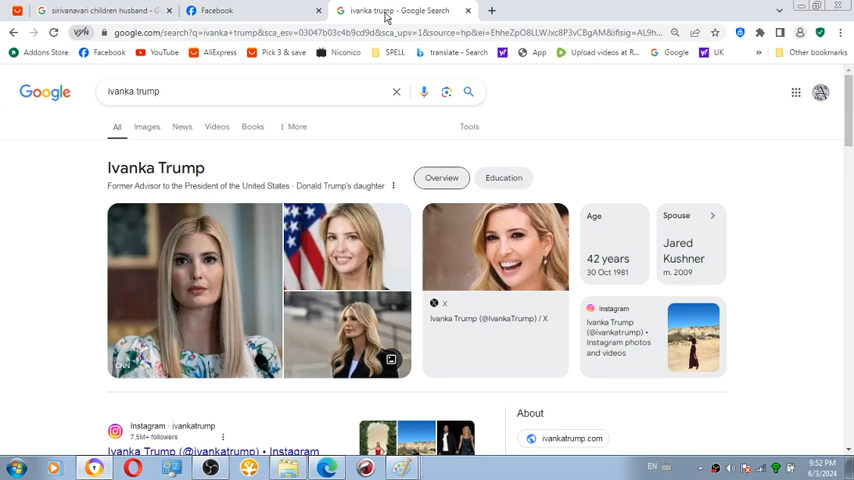 sirivanavari children husband - G
Facebook
ivanka trump - Google Search
VPN
google.com/search?q=ivanka+trump&sca_esv=03047b03c4b9cd9d&sca_upv=1&source=hp&ei=EhheZpO8LLWJxc8P3vCBgAM&iflsig=AL9h...
Addons Store
Facebook
YouTube
AliExpress
Pick 3 & save
Niconico
SPELL
translate - Search
App
Upload videos at R...
Google
UK
Other bookmarks
Google
ivanka trump
All
Images
News
Videos
Books
More
Tools
Ivanka Trump
Former Advisor to the President of the United States · Donald Trump's daughter
Overview
Education
CNN
X
Ivanka Trump (@IvankaTrump) / X
Age
42 years
30 Oct 1981
Spouse
Jared
Kushner
m. 2009
Instagram
Ivanka Trump
(@ivankatrump) •
Instagram photos
and videos
Instagram · ivankatrump
7.5M+ followers
Ivanka Trump (@ivankatrump) • Instagram
About
ivankatrump.com
EN
9:52 PM
6/3/2024